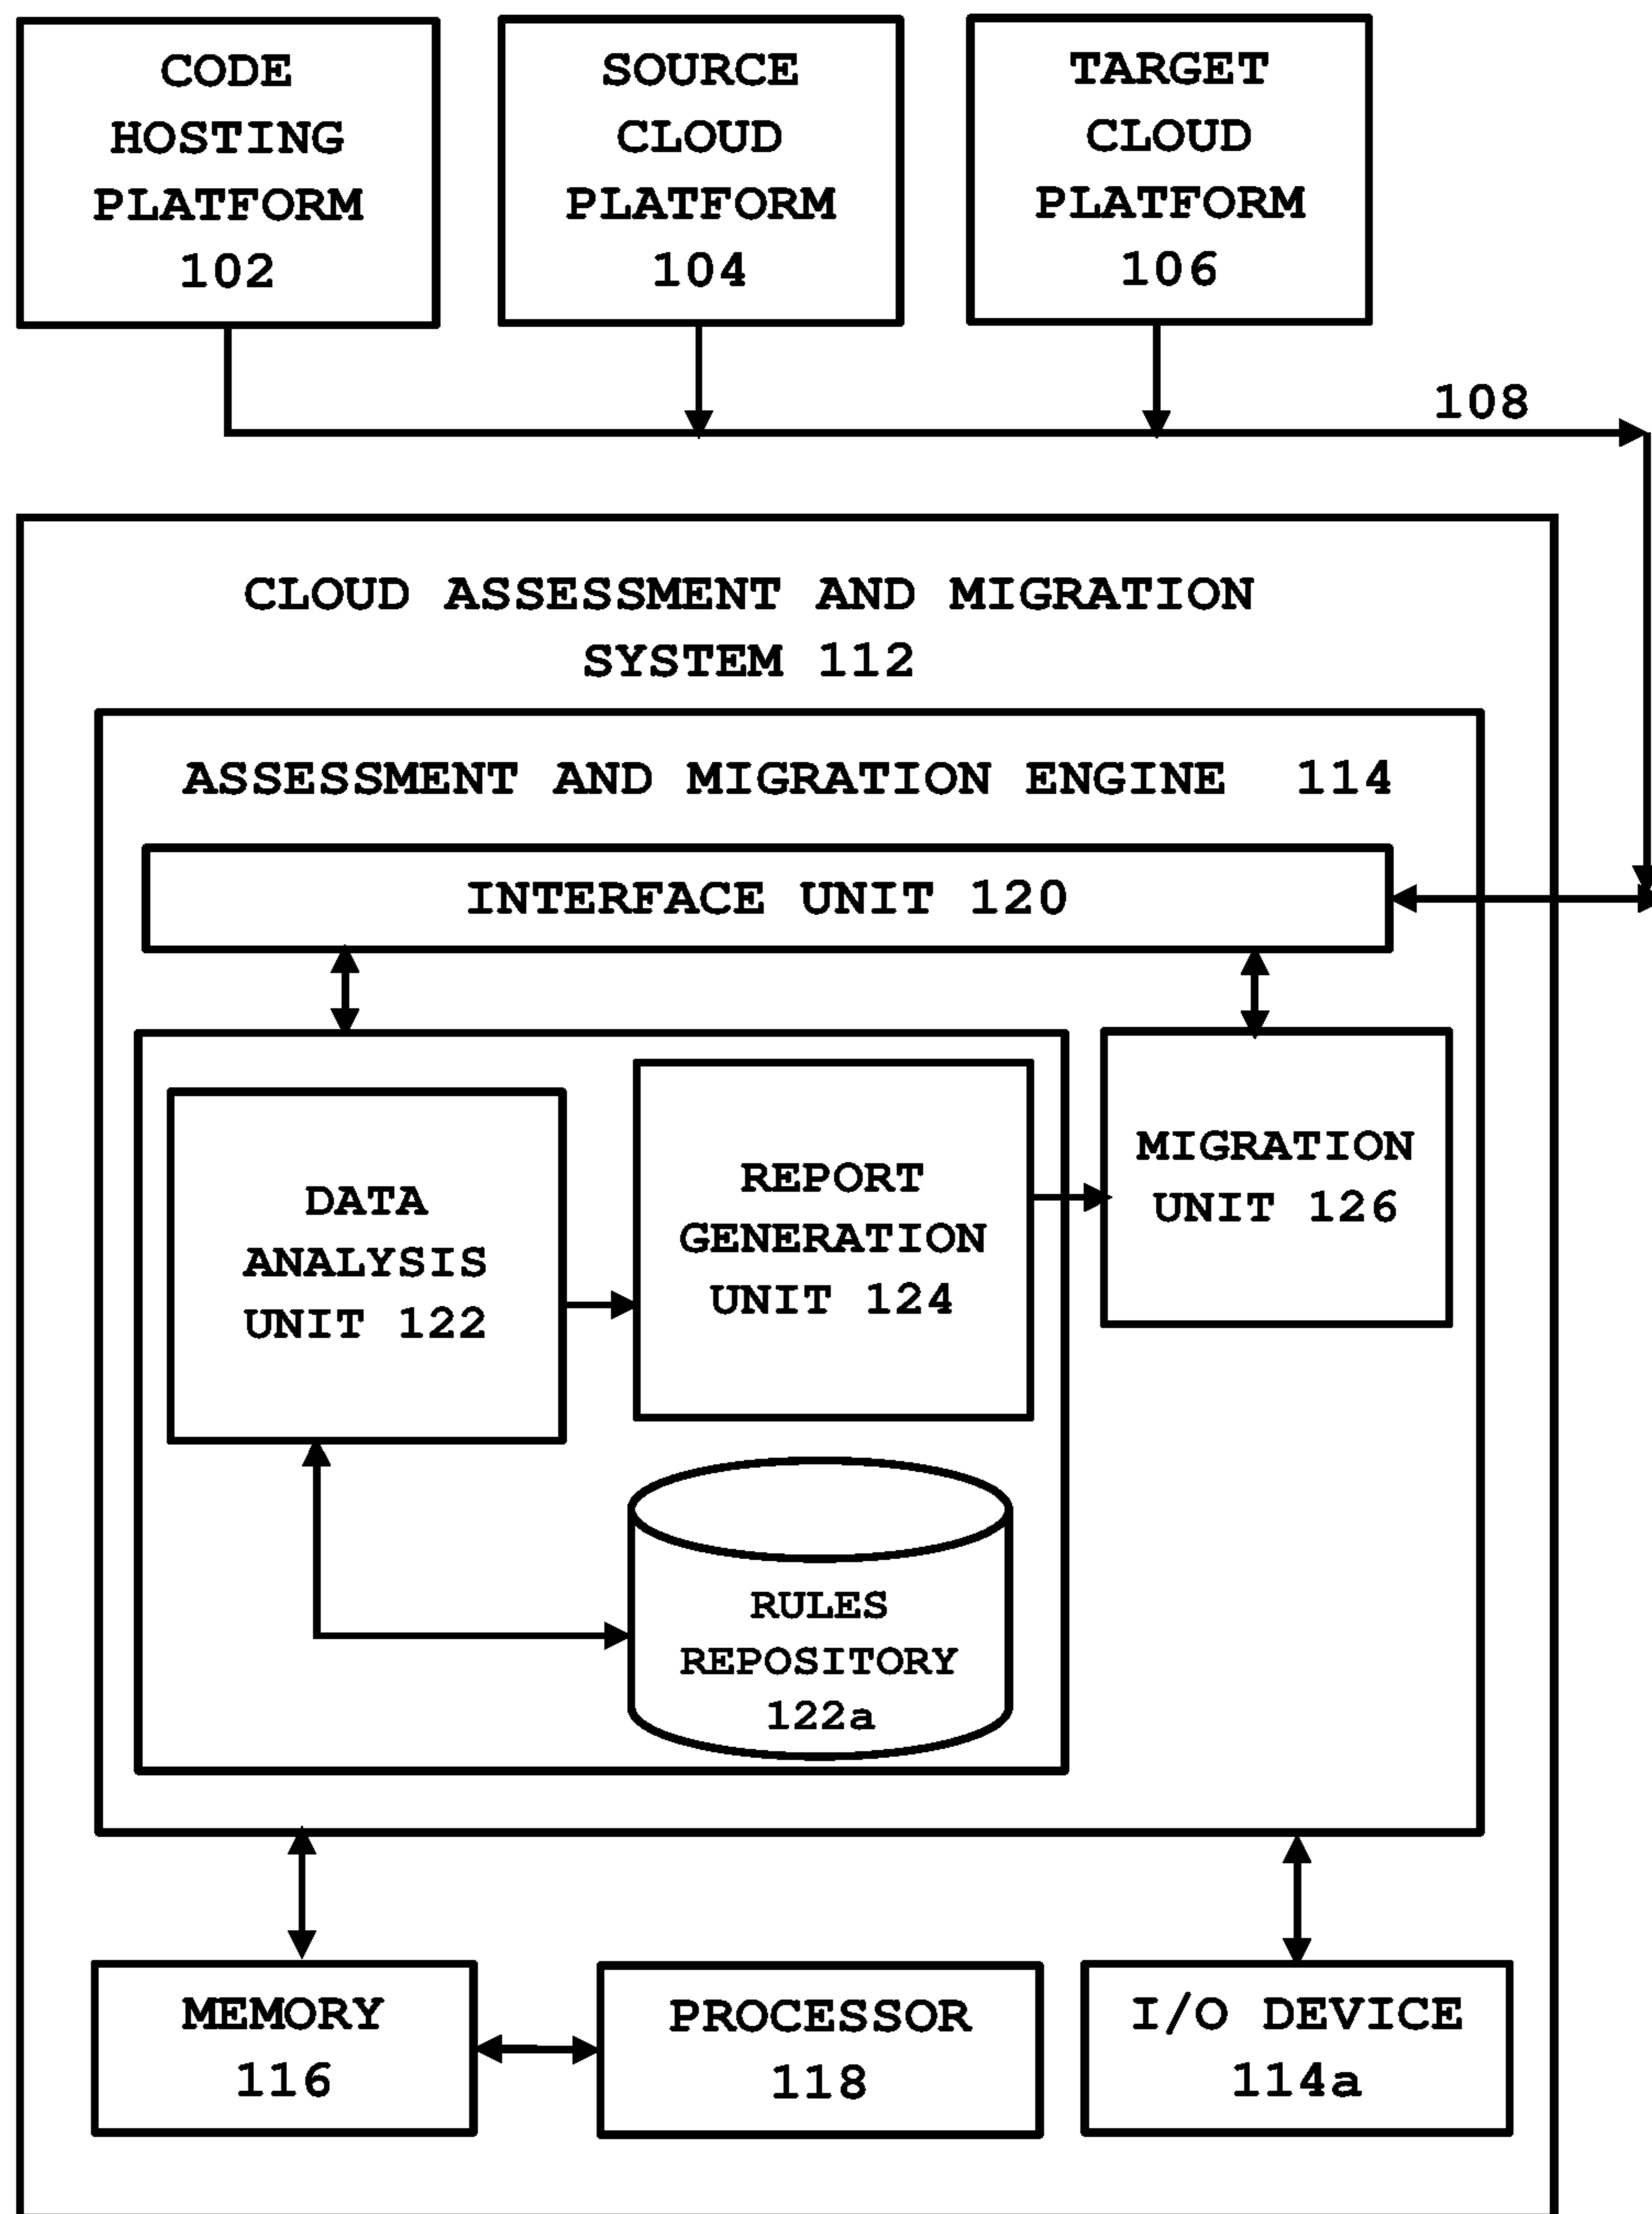 CODE
HOSTING
PLATFORM
102
SOURCE
CLOUD
PLATFORM
104
TARGET
CLOUD
PLATFORM
106
108
CLOUD ASSESSMENT AND MIGRATION
SYSTEM 112
ASSESSMENT AND MIGRATION ENGINE 114
INTERFACE UNIT 120
DATA
ANALYSIS
UNIT 122
REPORT
GENERATION
UNIT 124
MIGRATION
UNIT 126
RULES
REPOSITORY
122a
MEMORY
116
PROCESSOR
118
I/O DEVICE
114a